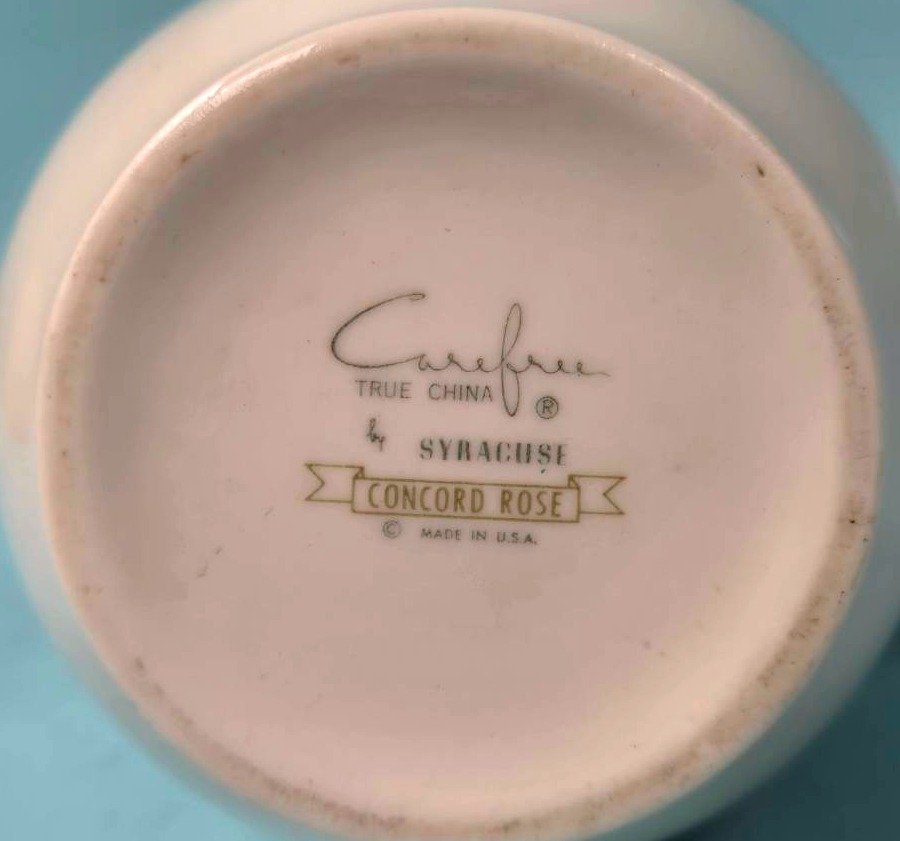 Carefree
TRUE CHINA ®
by SYRACUSE
CONCORD ROSE
© MADE IN U.S.A.